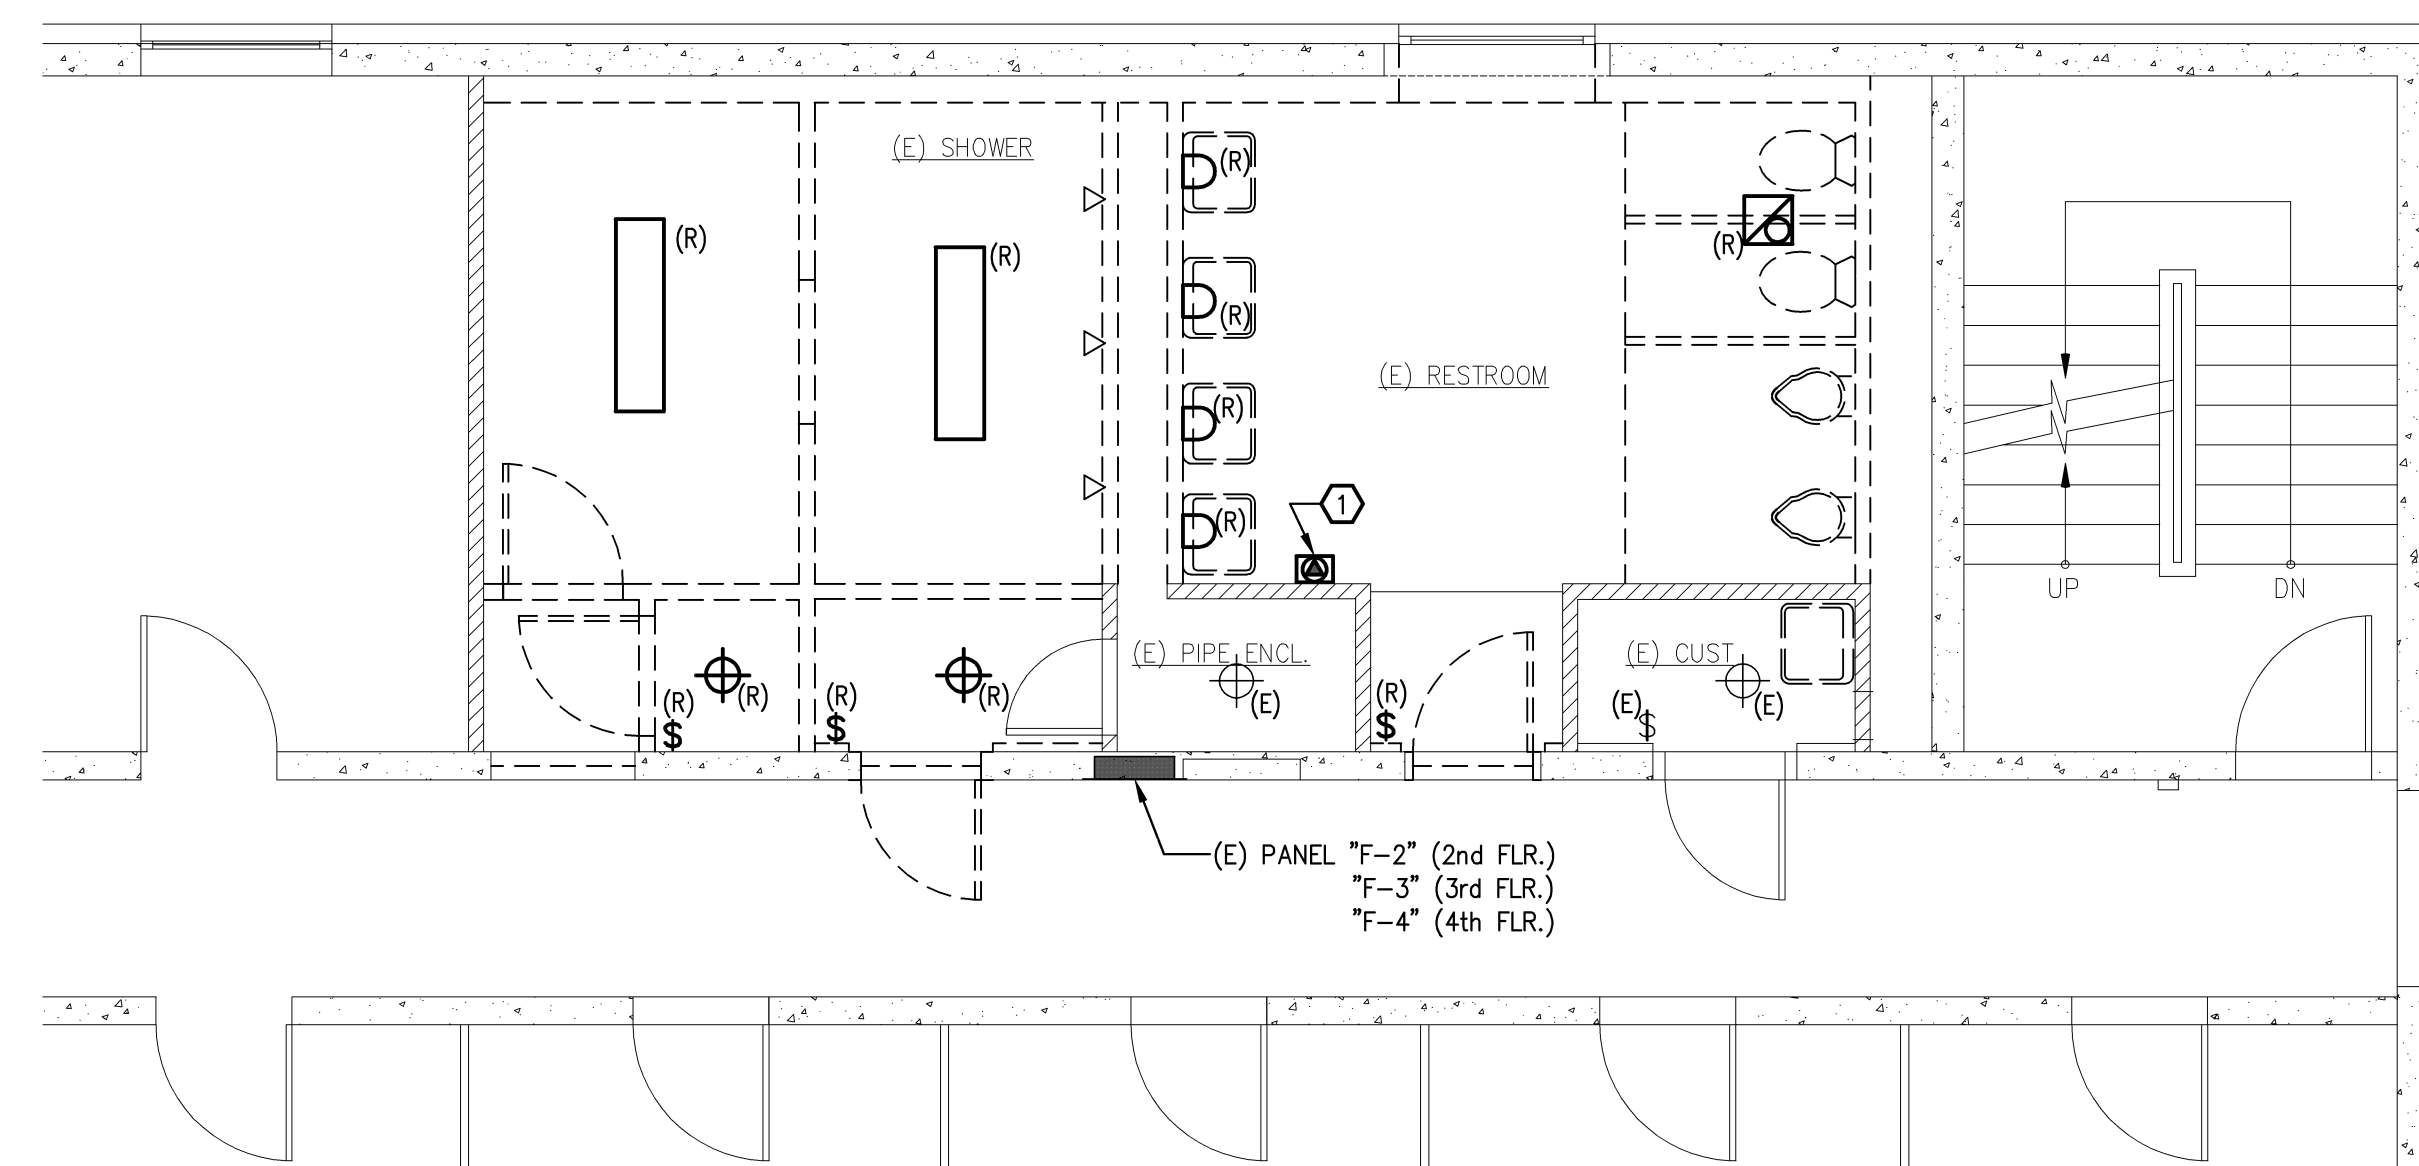 (E) SHOWER
(R)
(R)
(R)
(R)
(R)
(R)
(E) RESTROOM
(R)
1
(R)
UP
DN
(E) PIPE ENCL.
(E) CUST
(R)
$
(R)
(R)
$
(R)
(E)
(R)
$
(E)
$
(E)
(E) PANEL "F-2" (2nd FLR.)
"F-3" (3rd FLR.)
"F-4" (4th FLR.)